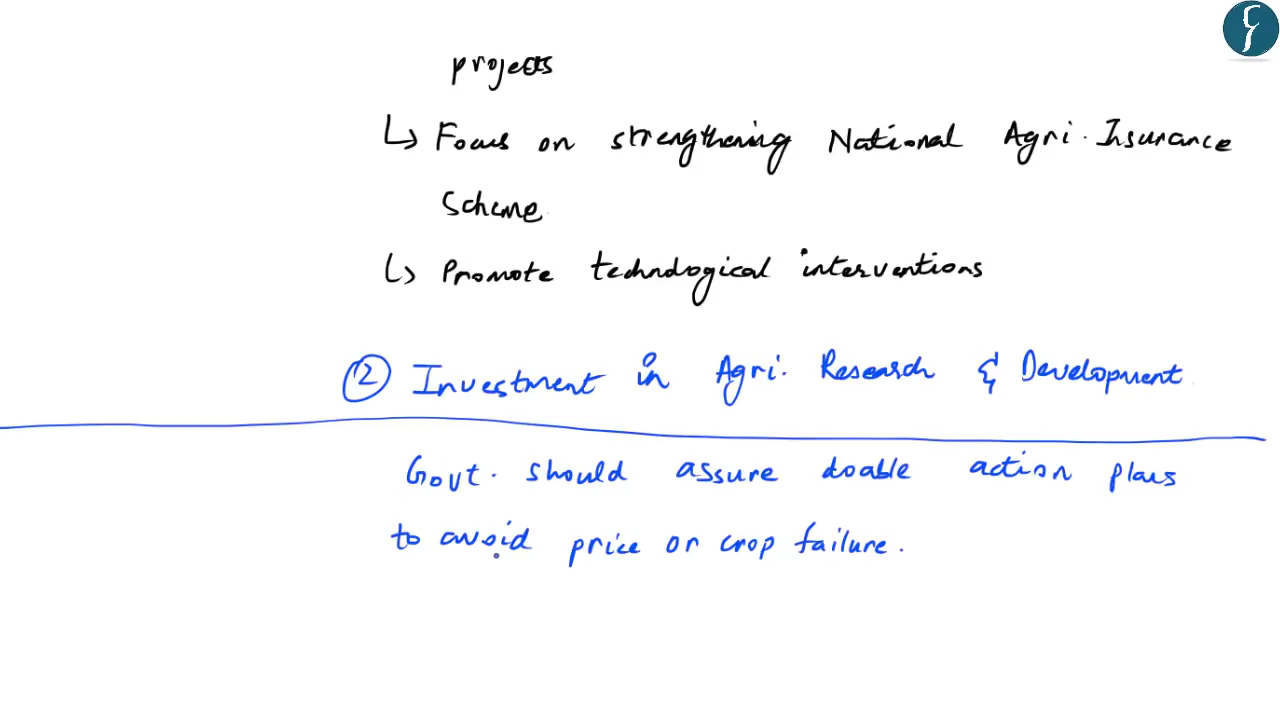 projects
↳ Focus on strengthening National Agri. Insurance
Scheme
↳ Promote technological interventions
② Investment in Agri. Research & Development
Govt. should assure doable action plans
to avoid price or crop failure.